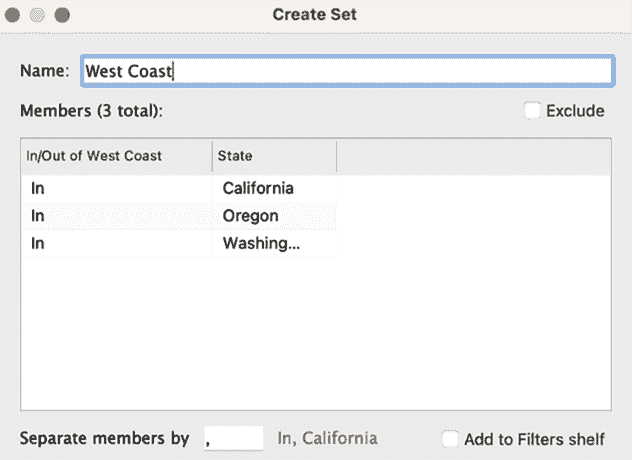 Create Set
Name: West Coast
Members (3 total): Exclude
In/Out of West Coast State
In California
In Oregon
In Washing...
Separate members by , In, California Add to Filters shelf